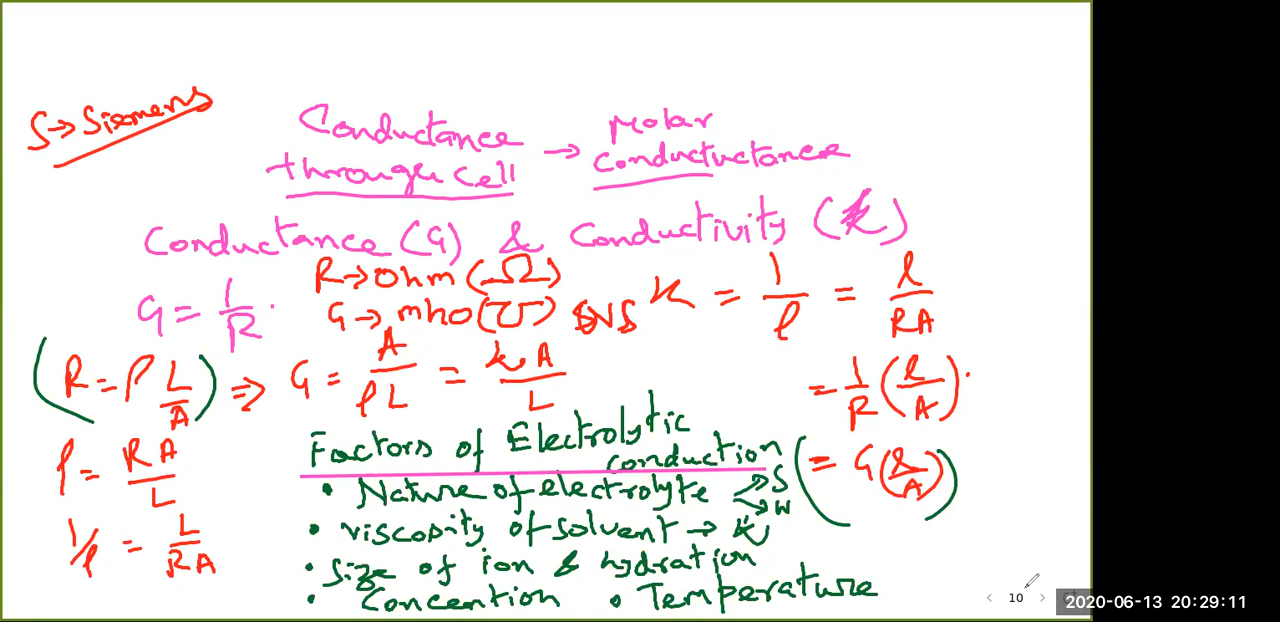 S→ Siemens
Conductance → Molar
through cell conductuctance
Conductance (G) & Conductivity (K)
R→ Ohm (Ω)
G = 1/R · G→ mho (℧) S K = 1/ρ = l/RA
(R = ρ L/A) ⇒ G = A/ρL = KA/L = 1/R (l/A) ·
Factors of Electrolytic
conduction
ρ = RA/L (= G (l/A))
• Nature of electrolyte → S
→ W
• viscosity of solvent →
1/ρ = L/RA
• size of ion & hydration
• Concention • Temperature
10
2020-06-13 20:29:11